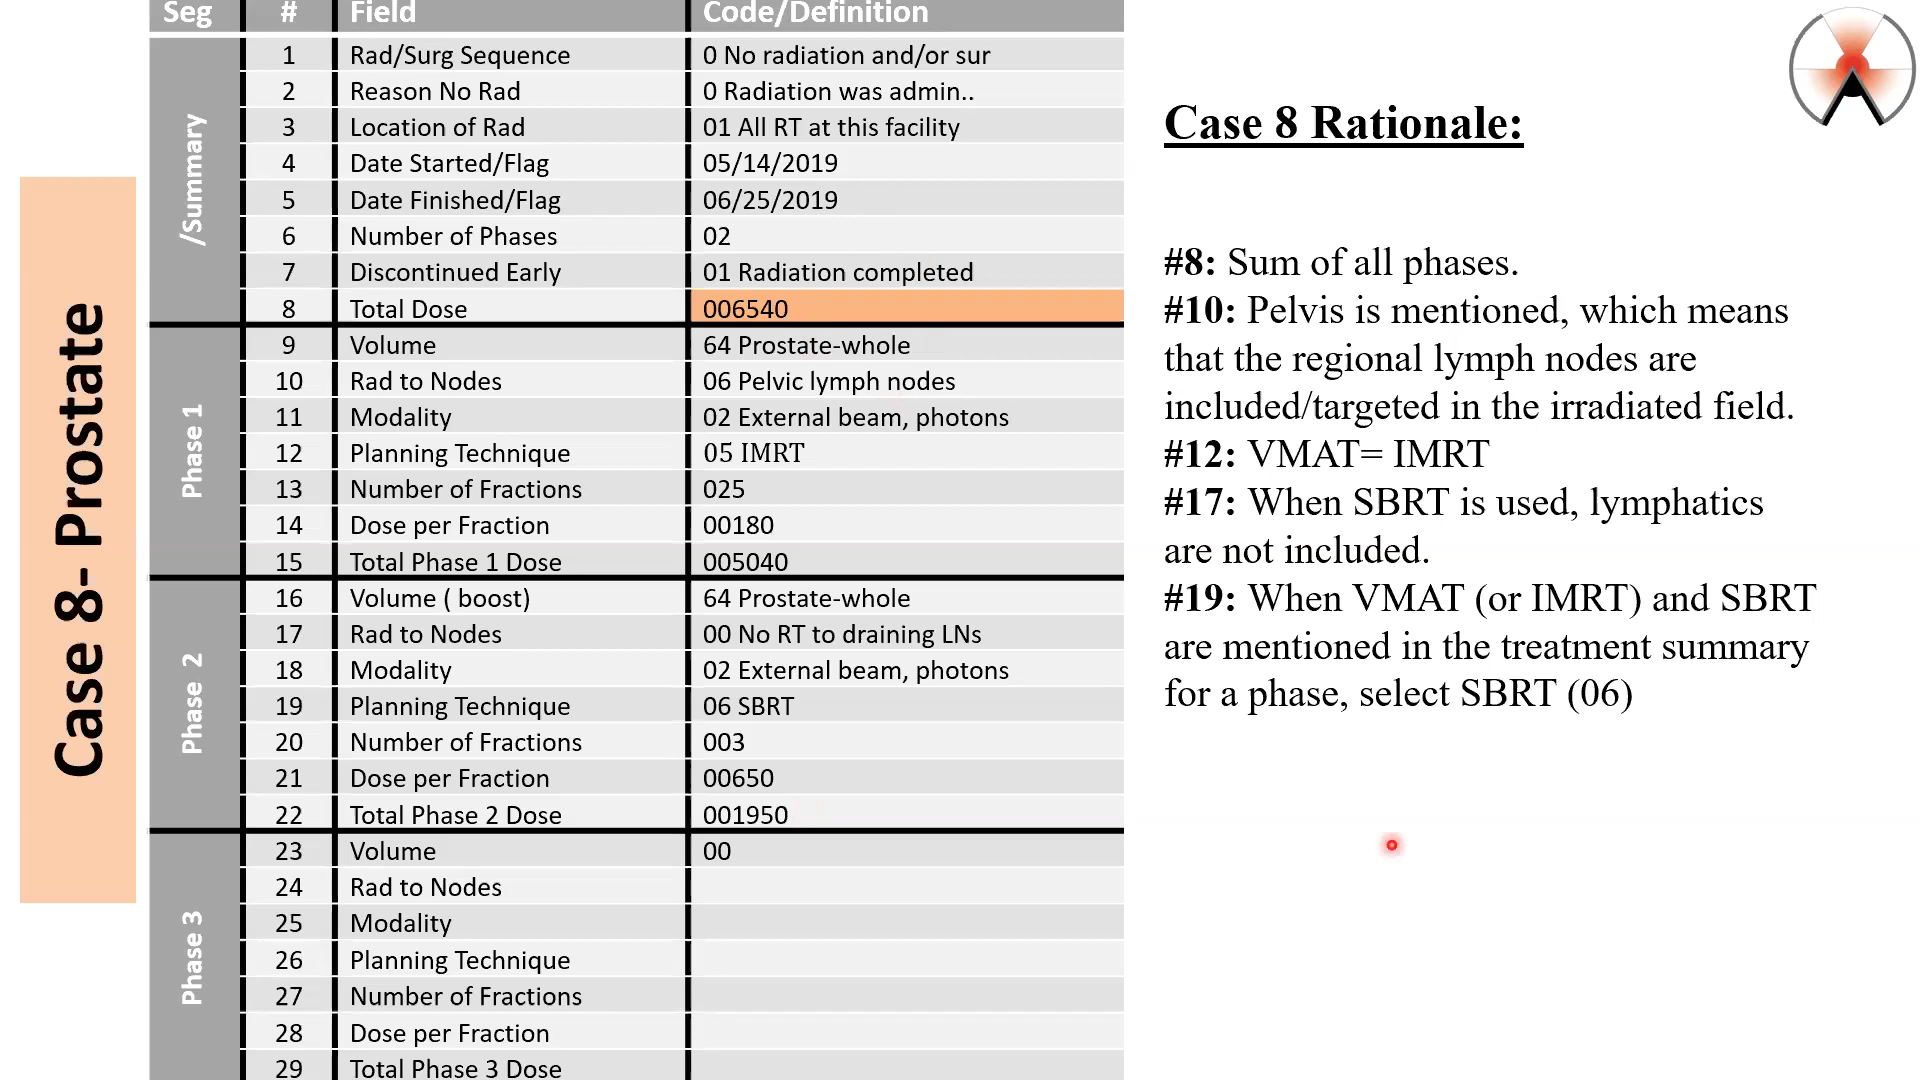 Case 8- Prostate
Seg # Field Code/Definition
/Summary
1 Rad/Surg Sequence 0 No radiation and/or sur
2 Reason No Rad 0 Radiation was admin..
3 Location of Rad 01 All RT at this facility
4 Date Started/Flag 05/14/2019
5 Date Finished/Flag 06/25/2019
6 Number of Phases 02
7 Discontinued Early 01 Radiation completed
8 Total Dose 006540
Phase 1
9 Volume 64 Prostate-whole
10 Rad to Nodes 06 Pelvic lymph nodes
11 Modality 02 External beam, photons
12 Planning Technique 05 IMRT
13 Number of Fractions 025
14 Dose per Fraction 00180
15 Total Phase 1 Dose 005040
Phase 2
16 Volume ( boost) 64 Prostate-whole
17 Rad to Nodes 00 No RT to draining LNs
18 Modality 02 External beam, photons
19 Planning Technique 06 SBRT
20 Number of Fractions 003
21 Dose per Fraction 00650
22 Total Phase 2 Dose 001950
Phase 3
23 Volume 00
24 Rad to Nodes
25 Modality
26 Planning Technique
27 Number of Fractions
28 Dose per Fraction
29 Total Phase 3 Dose
Case 8 Rationale:
#8: Sum of all phases.
#10: Pelvis is mentioned, which means
that the regional lymph nodes are
included/targeted in the irradiated field.
#12: VMAT= IMRT
#17: When SBRT is used, lymphatics
are not included.
#19: When VMAT (or IMRT) and SBRT
are mentioned in the treatment summary
for a phase, select SBRT (06)